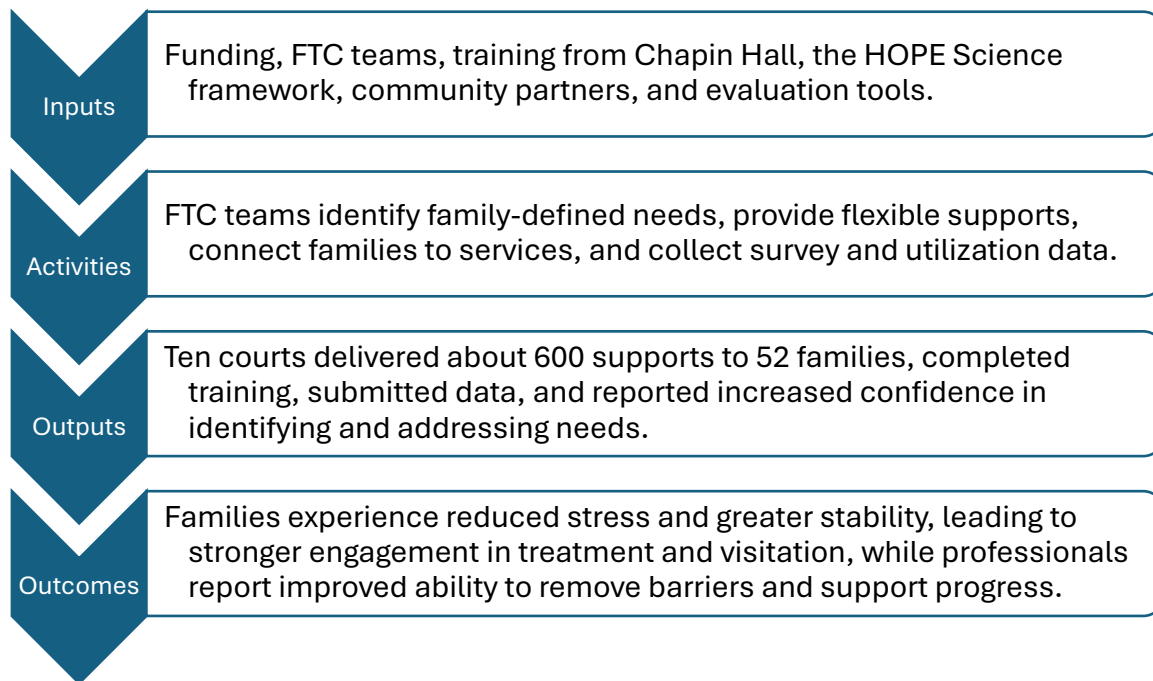 Inputs
Funding, FTC teams, training from Chapin Hall, the HOPE Science
framework, community partners, and evaluation tools.
Activities
FTC teams identify family-defined needs, provide flexible supports,
connect families to services, and collect survey and utilization data.
Outputs
Ten courts delivered about 600 supports to 52 families, completed
training, submitted data, and reported increased confidence in
identifying and addressing needs.
Outcomes
Families experience reduced stress and greater stability, leading to
stronger engagement in treatment and visitation, while professionals
report improved ability to remove barriers and support progress.